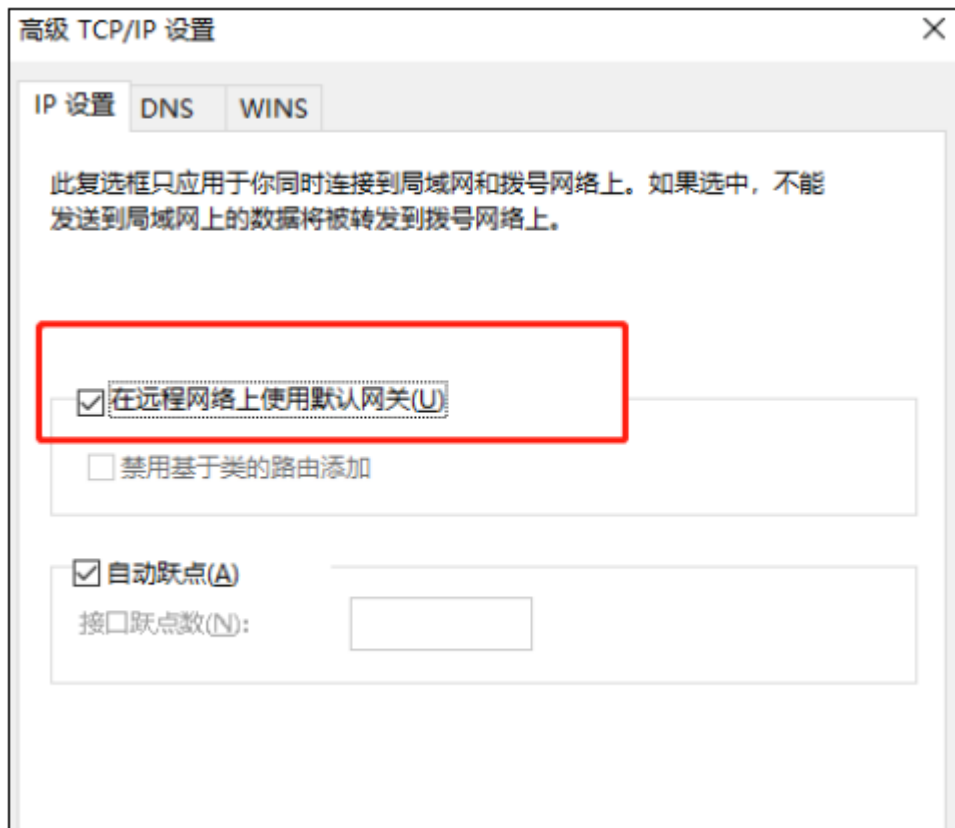 高级 TCP/IP 设置
IP 设置 DNS WINS
此复选框只应用于你同时连接到局域网和拨号网络上。如果选中，不能
发送到局域网上的数据将被转发到拨号网络上。
在远程网络上使用默认网关(U)
禁用基于类的路由添加
自动跃点(A)
接口跃点数(N):